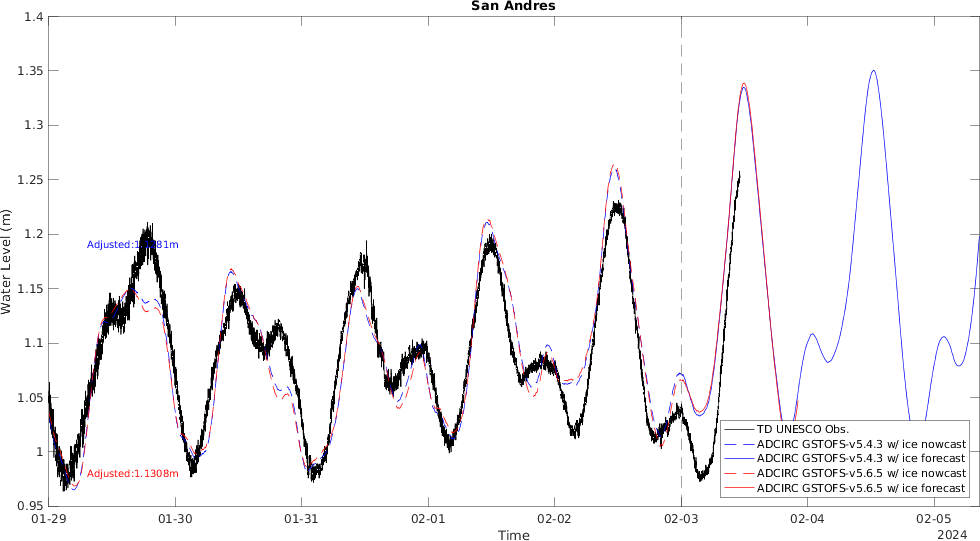 San Andres
1.4
1.35
1.3
1.25
1.2
1.15
1.1
1.05
1
0.95
Water Level (m)
Adjusted:1.
81m
Adjusted:1.1308m
TD UNESCO Obs.
ADCIRC GSTOFS-v5.4.3 w/ ice nowcast
ADCIRC GSTOFS-v5.4.3 w/ ice forecast
ADCIRC GSTOFS-v5.6.5 w/ ice nowcast
ADCIRC GSTOFS-v5.6.5 w/ ice forecast
01-29 01-30 01-31 02-01 02-02 02-03 02-04 02-05
Time
2024